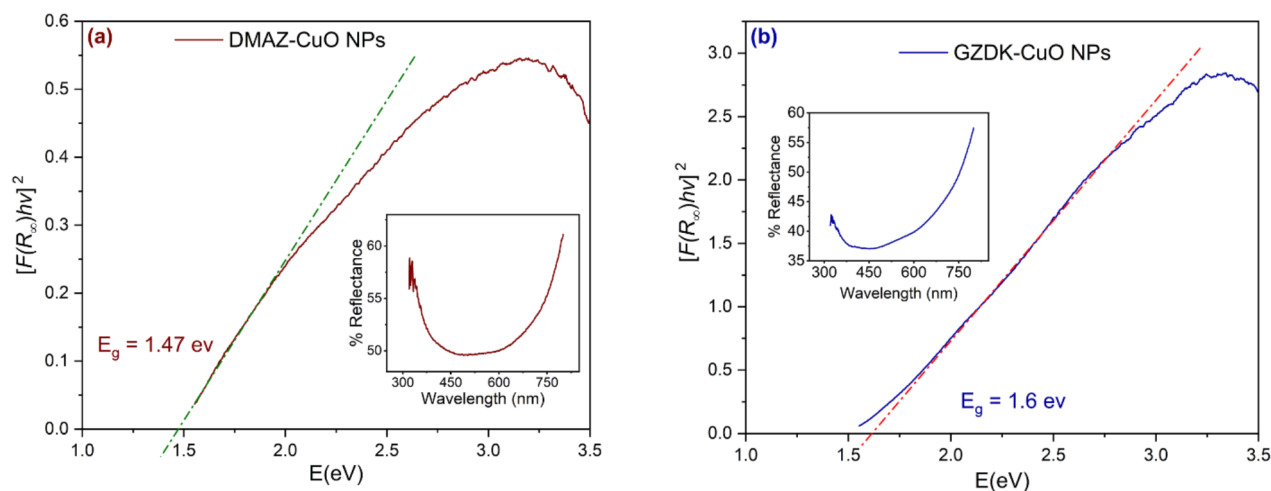 (a)
DMAZ-CuO NPs
[F(R∞)hν]²
0.6
0.5
0.4
0.3
0.2
0.1
0.0
E_g = 1.47 ev
1.0 1.5 2.0 2.5 3.0 3.5
E(eV)
% Reflectance
60
55
50
300 450 600 750
Wavelength (nm)
(b)
GZDK-CuO NPs
[F(R∞)hν]²
3.0
2.5
2.0
1.5
1.0
0.5
0.0
% Reflectance
60
55
50
45
40
35
300 450 600 750
Wavelength (nm)
E_g = 1.6 ev
1.0 1.5 2.0 2.5 3.0 3.5
E(eV)